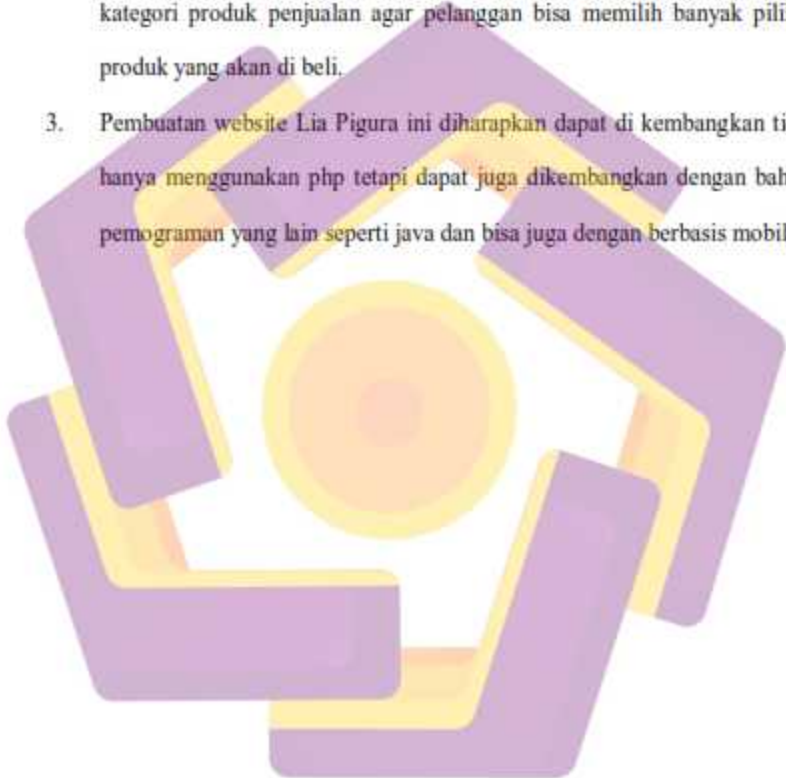 kategori produk penjualan agar pelanggan bisa memilih banyak pili
produk yang akan di beli.
3. Pembuatan website Lia Pigura ini diharapkan dapat di kembangkan ti
hanya menggunakan php tetapi dapat juga dikembangkan dengan bah
pemograman yang lain seperti java dan bisa juga dengan berbasis mobil